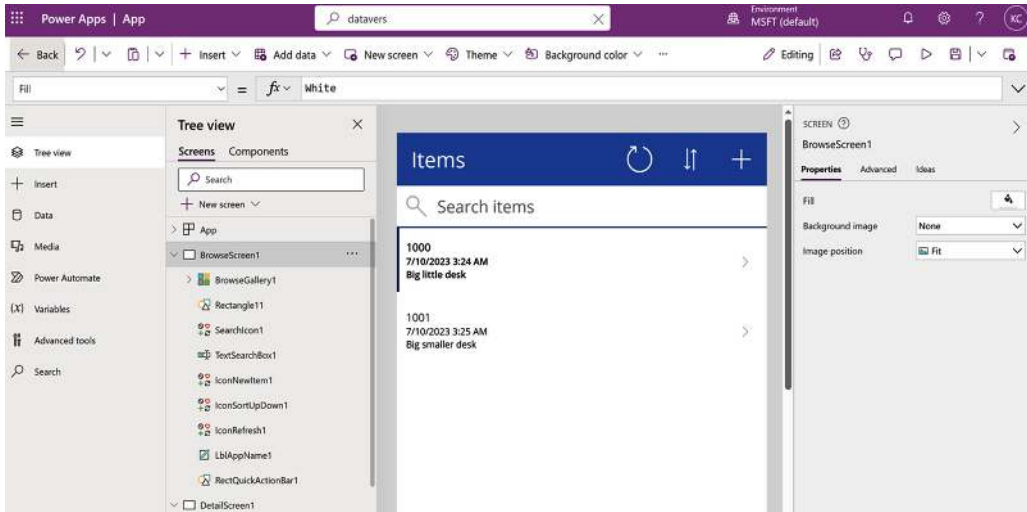 Power Apps | App
datavers
Environment
MSFT (default)
KC
Back
Insert
Add data
New screen
Theme
Background color
Editing
Fill
=
fx
White
Tree view
Screens Components
Search
New screen
App
BrowseScreen1
BrowseGallery1
Rectangle11
SearchIcon1
TextSearchBox1
IconNewItem1
IconSortUpDown1
IconRefresh1
LblAppName1
RectQuickActionBar1
DetailScreen1
Tree view
Insert
Data
Media
Power Automate
Variables
Advanced tools
Search
Items
Search items
1000
7/10/2023 3:24 AM
Big little desk
1001
7/10/2023 3:25 AM
Big smaller desk
SCREEN
BrowseScreen1
Properties Advanced Ideas
Fill
Background image None
Image position Fit